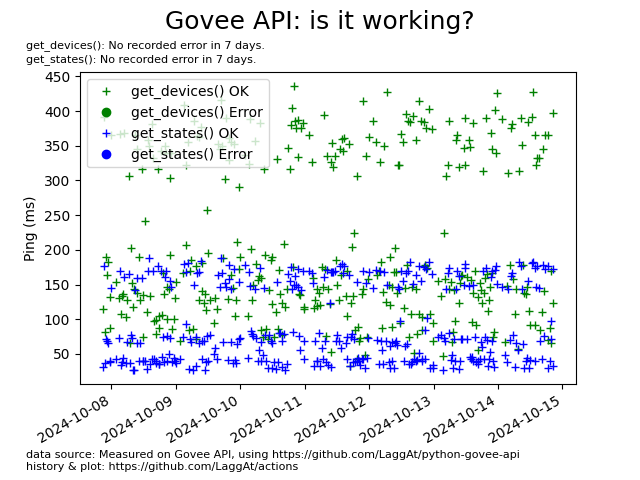 Govee API: is it working?
get_devices(): No recorded error in 7 days.
get_states(): No recorded error in 7 days.
get_devices() OK
get_devices() Error
get_states() OK
get_states() Error
Ping (ms)
450
400
350
300
250
200
150
100
50
2024-10-08
2024-10-09
2024-10-10
2024-10-11
2024-10-12
2024-10-13
2024-10-14
2024-10-15
data source: Measured on Govee API, using https://github.com/LaggAt/python-govee-api
history & plot: https://github.com/LaggAt/actions